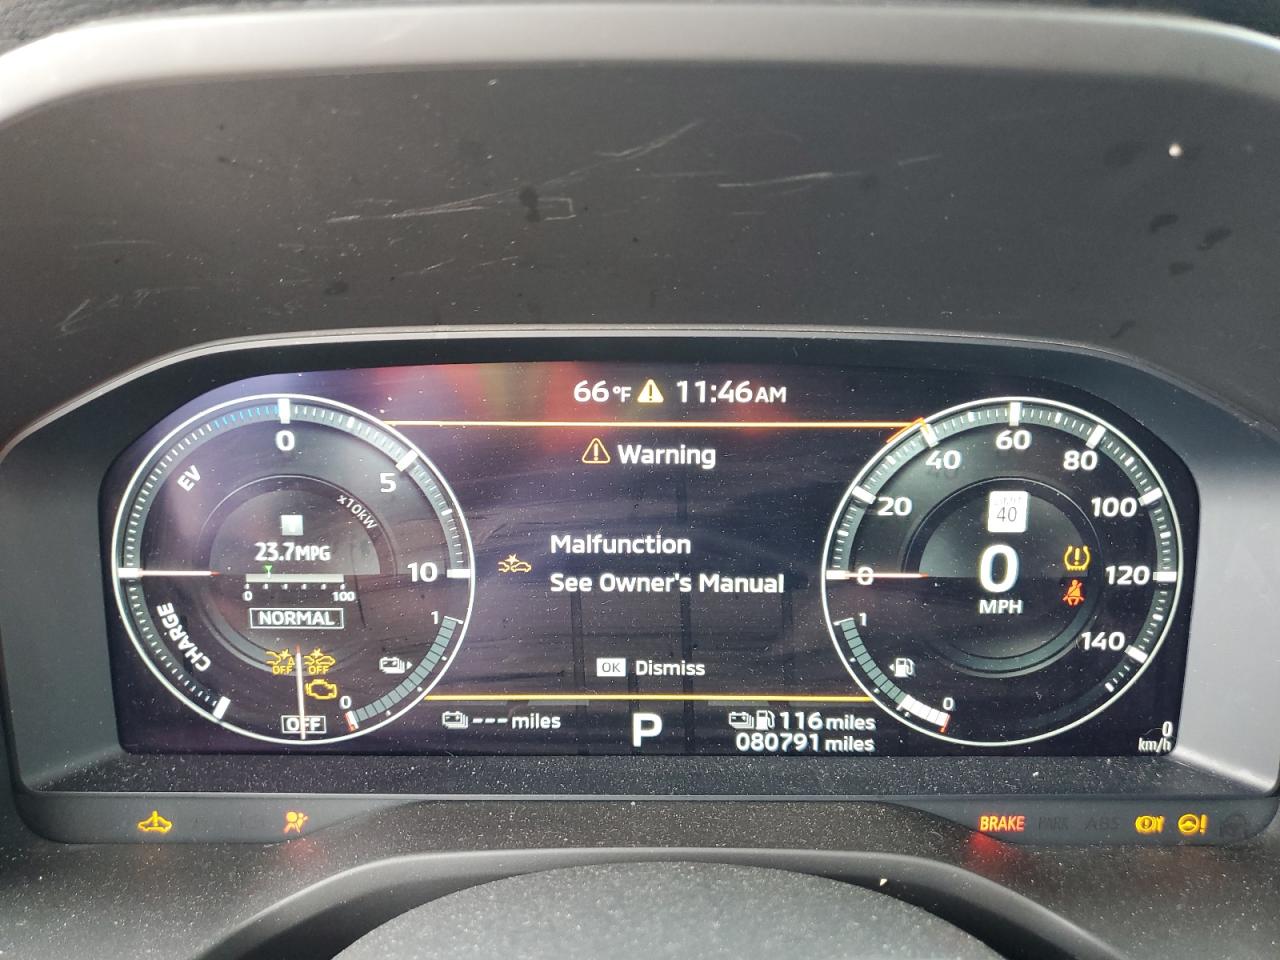 66°F 11:46AM
Warning
Malfunction
See Owner's Manual
OK Dismiss
--- miles
P
116 miles
080791 miles
EV
0
5
10
x10kW
CHARGE
23.7MPG
0 100
NORMAL
OFF OFF
OFF
1
0
0
20
40
60
80
100
120
140
LIMIT
40
0
MPH
1
0
0
km/h
BRAKE
PARK
ABS